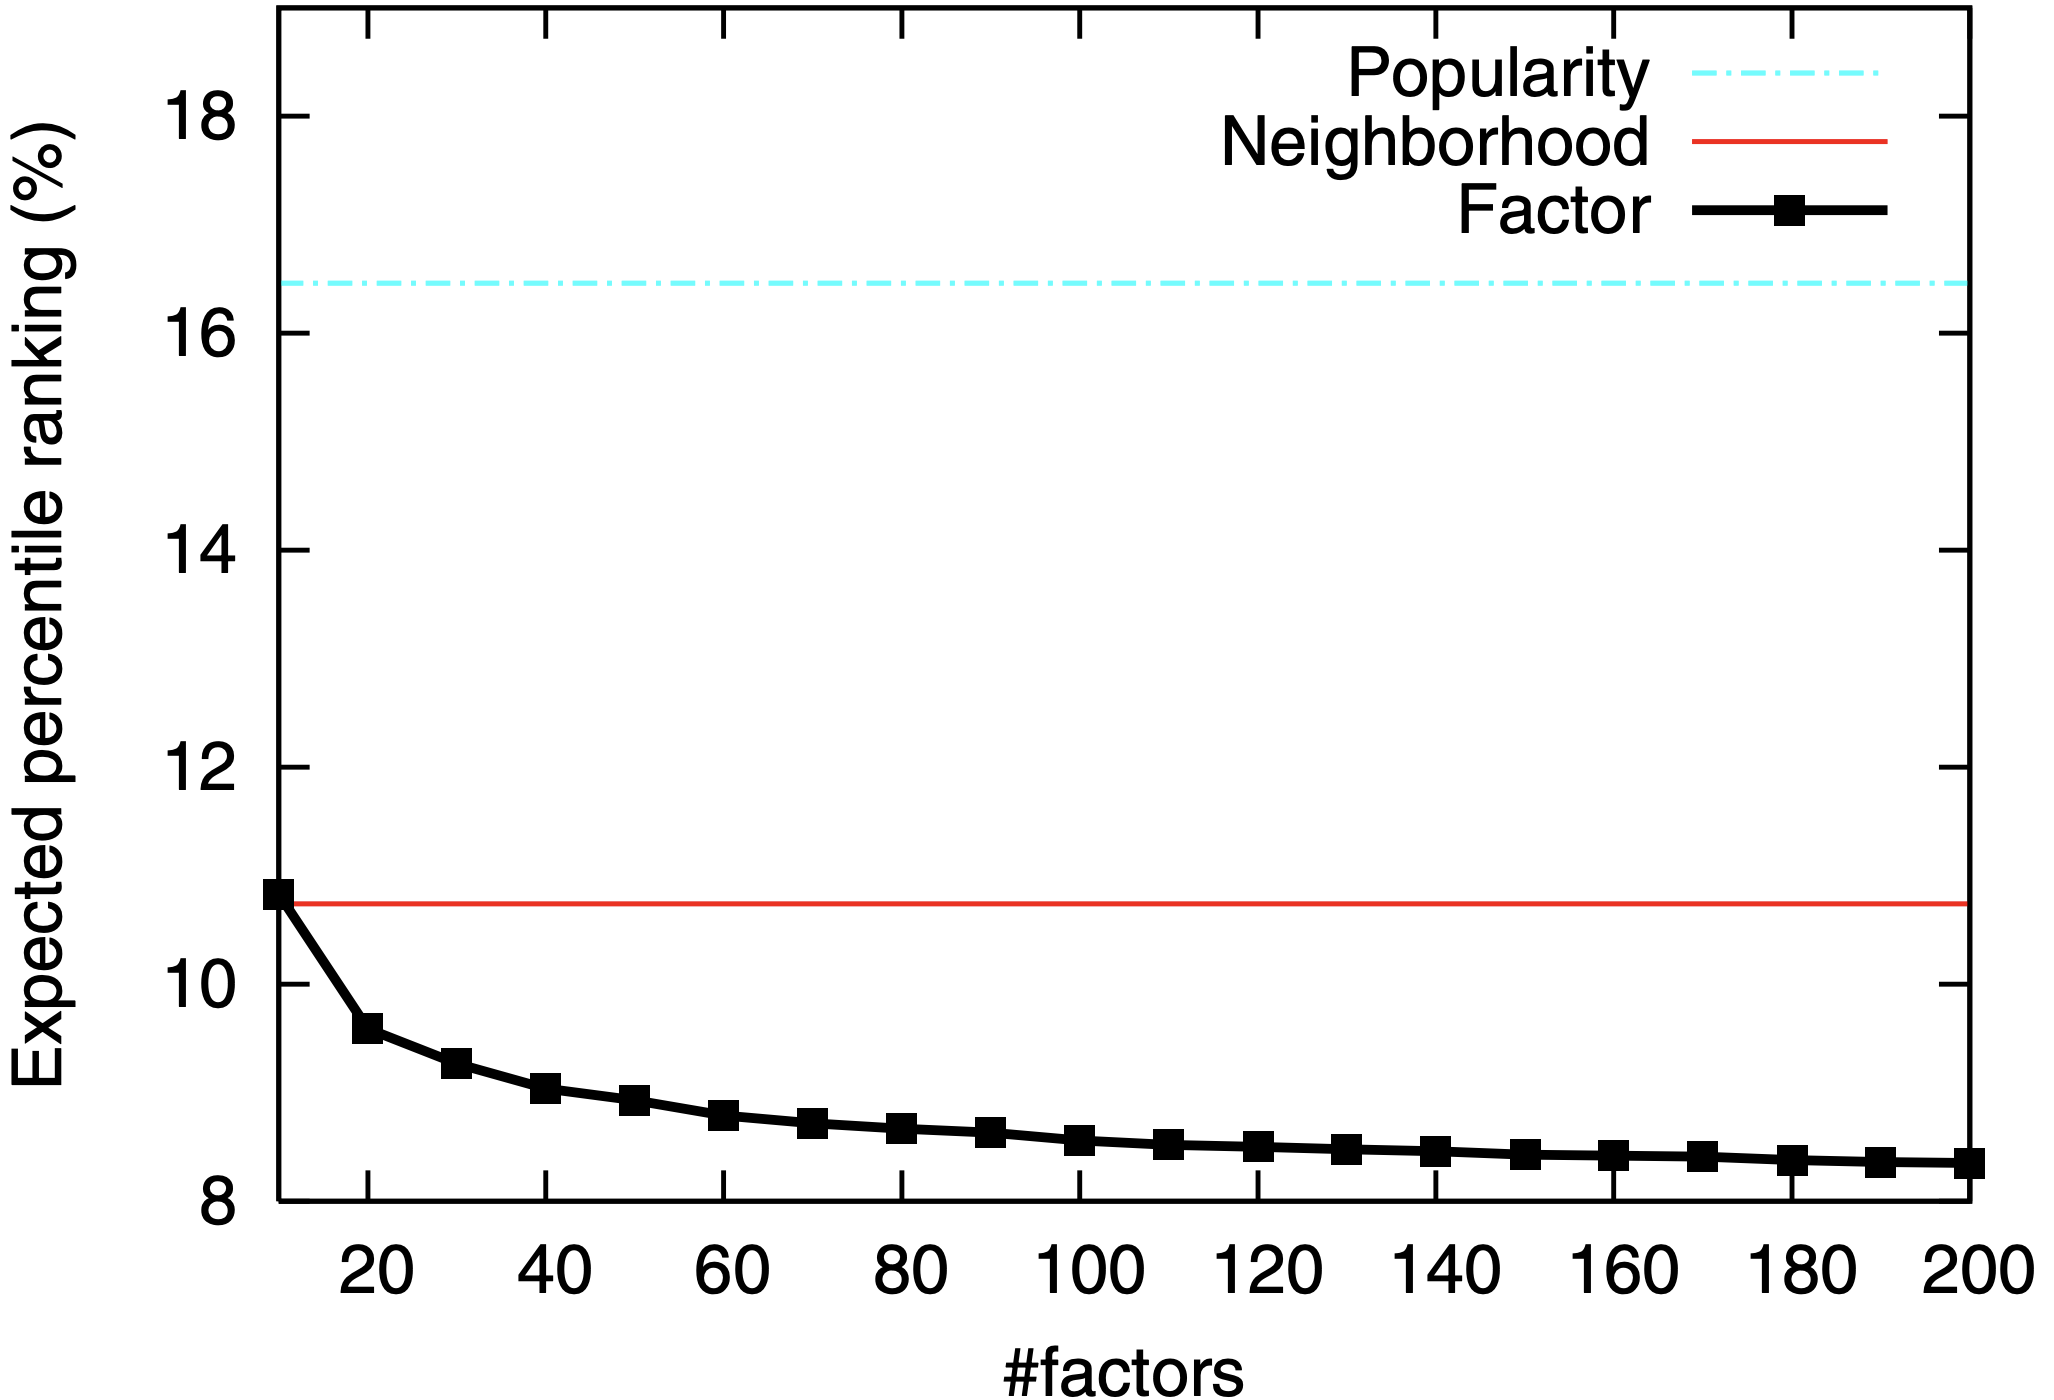 Expected percentile ranking (%)
18
16
14
12
10
8
Popularity
Neighborhood
Factor
20 40 60 80 100 120 140 160 180 200
#factors